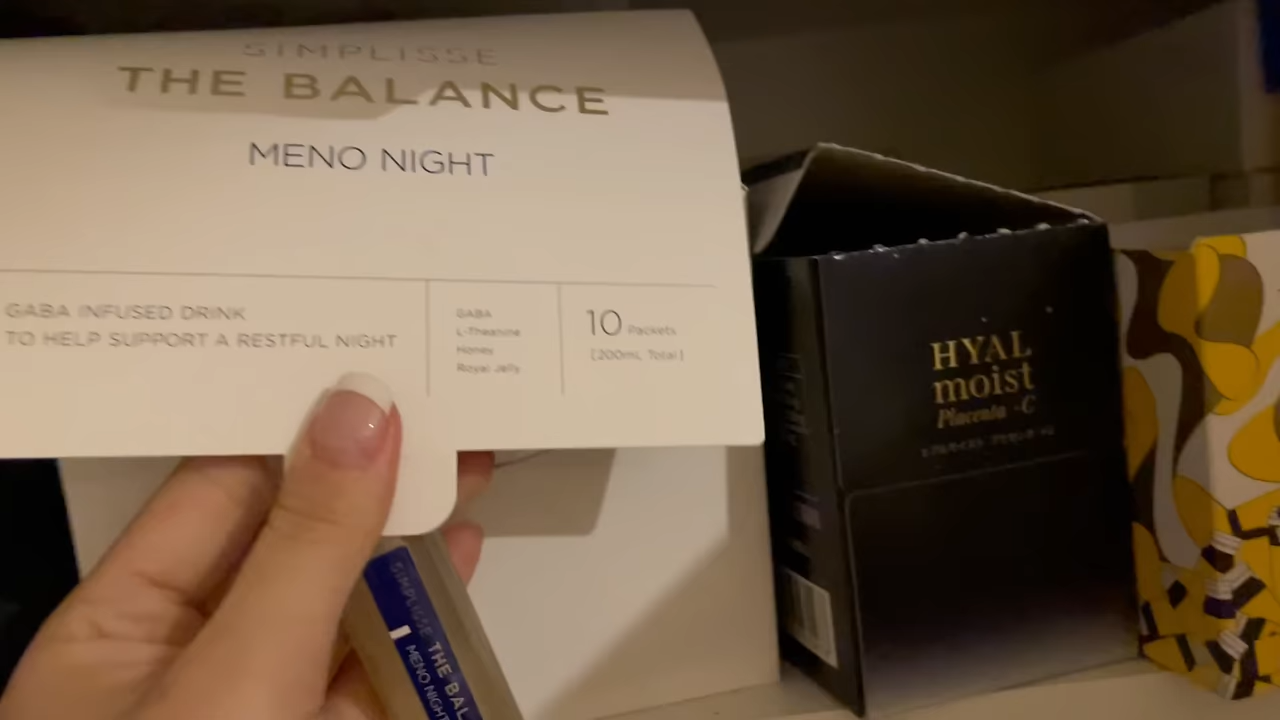 SIMPLISSE
THE BALANCE
MENO NIGHT
GABA INFUSED DRINK
TO HELP SUPPORT A RESTFUL NIGHT
GABA
L-Theanine
Honey
Royal Jelly
10 Packets
(200mL Total)
SIMPLISSE THE BAL
MENO NIGHT
HYAL
moist
Placenta -C